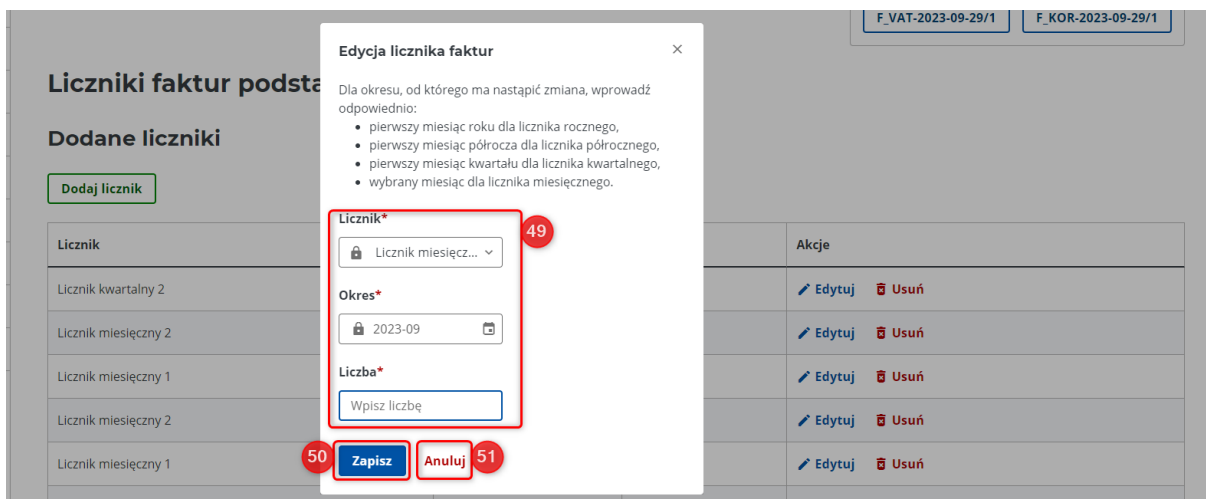 F_VAT-2023-09-29/1 F_KOR-2023-09-29/1
Edycja licznika faktur
Liczniki faktur podsta
Dla okresu, od którego ma nastąpić zmiana, wprowadź
odpowiednio:
pierwszy miesiąc roku dla licznika rocznego,
pierwszy miesiąc półrocza dla licznika półrocznego,
pierwszy miesiąc kwartału dla licznika kwartalnego,
wybrany miesiąc dla licznika miesięcznego.
Dodane liczniki
Dodaj licznik
Licznik*
49
Licznik miesięcz...
Okres*
2023-09
Liczba*
Wpisz liczbę
50 Zapisz Anuluj 51
Licznik Akcje
Licznik kwartalny 2 Edytuj Usuń
Licznik miesięczny 2 Edytuj Usuń
Licznik miesięczny 1 Edytuj Usuń
Licznik miesięczny 2 Edytuj Usuń
Licznik miesięczny 1 Edytuj Usuń